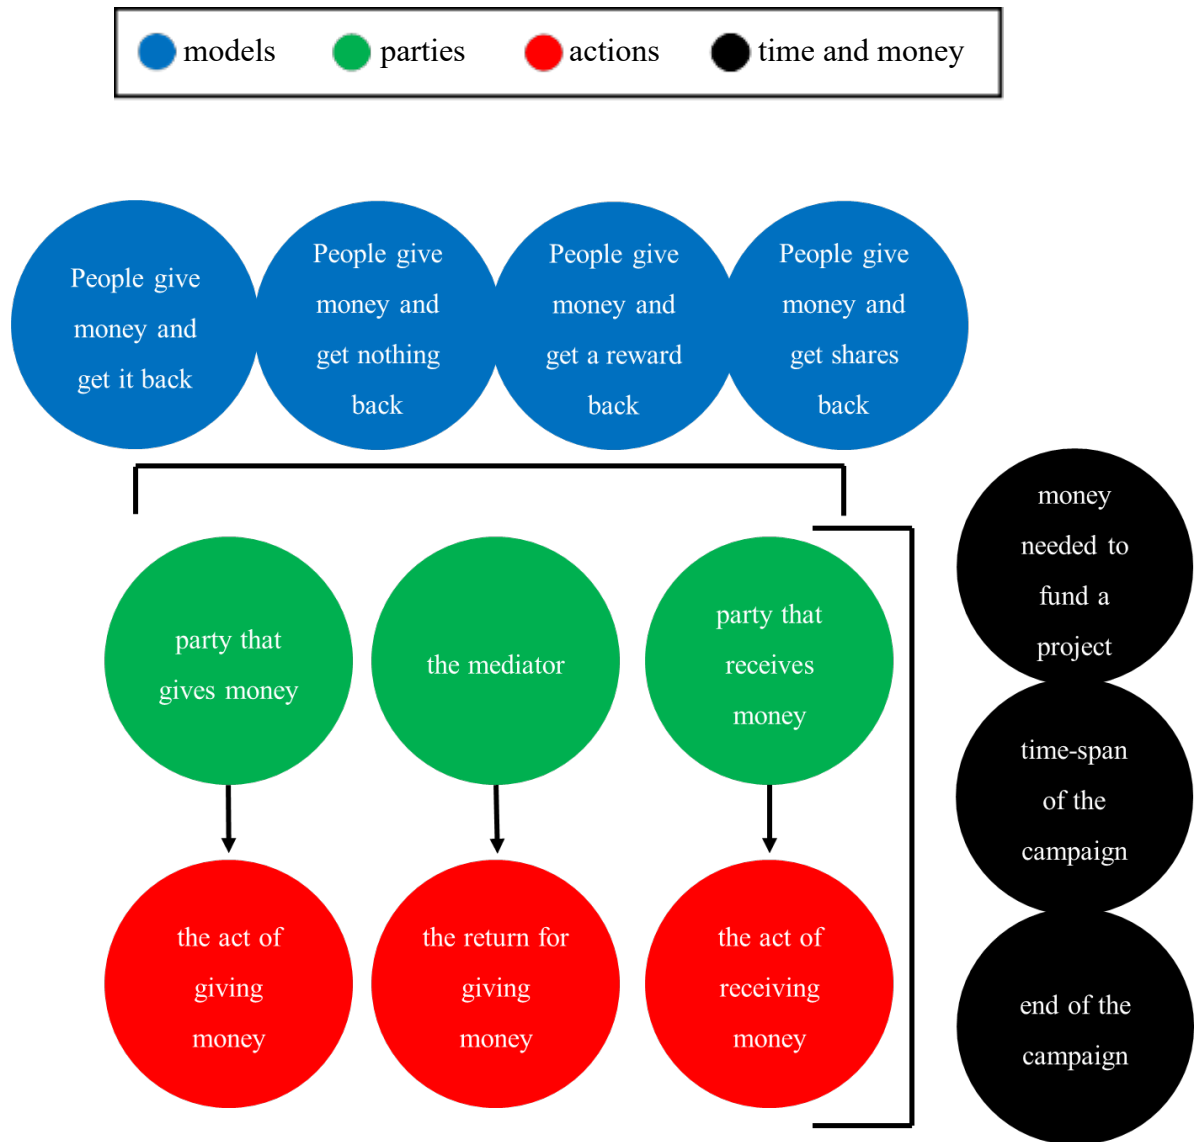 models parties actions time and money
People give
money and
get it back
People give
money and
get nothing
back
People give
money and
get a reward
back
People give
money and
get shares
back
money
needed to
fund a
project
party that
gives money
the mediator
party that
receives
money
time-span
of the
campaign
the act of
giving
money
the return for
giving
money
the act of
receiving
money
end of the
campaign